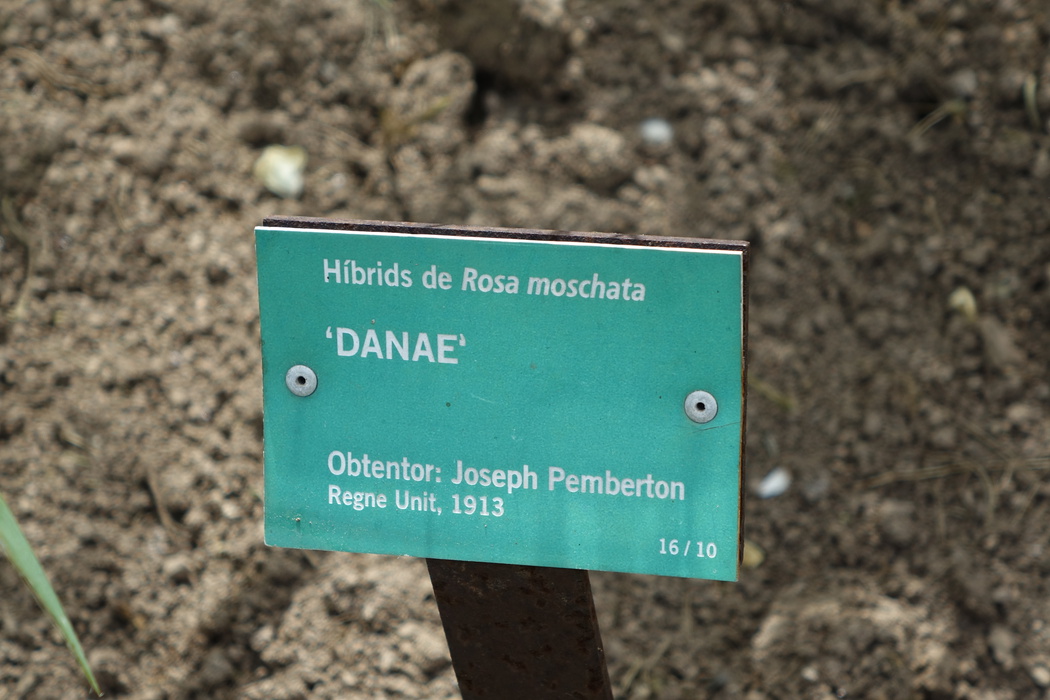 Híbrids de Rosa moschata
‘DANAE’
Obtentor: Joseph Pemberton
Regne Unit, 1913
16 / 10